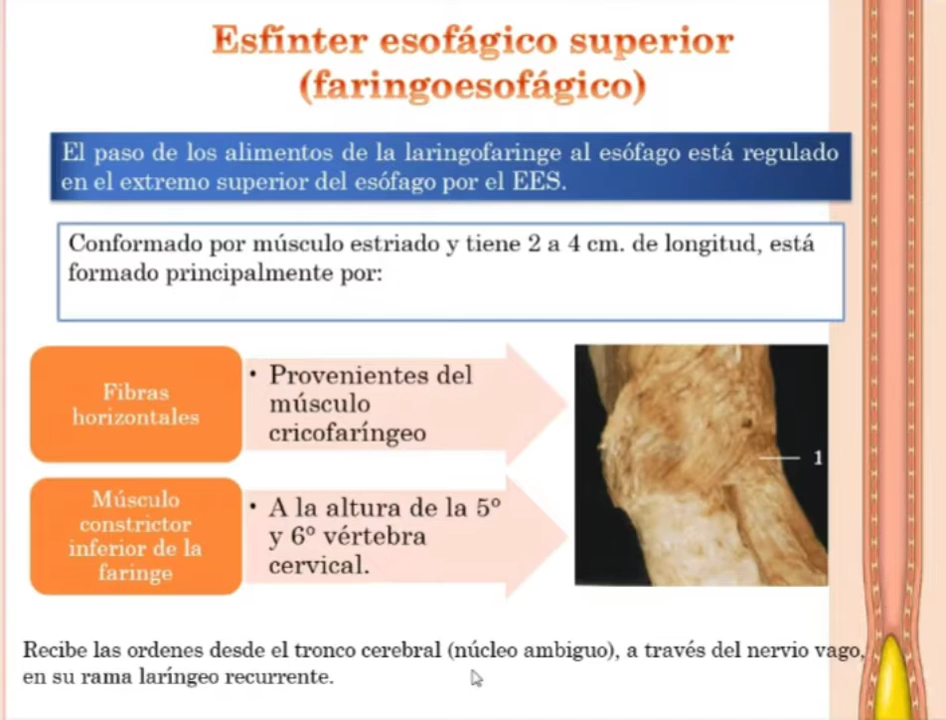 Esfínter esofágico superior
(faringoesofágico)
El paso de los alimentos de la laringofaringe al esófago está regulado
en el extremo superior del esófago por el EES.
Conformado por músculo estriado y tiene 2 a 4 cm. de longitud, está
formado principalmente por:
Fibras
horizontales
• Provenientes del
músculo
cricofaríngeo
1
Músculo
constrictor
inferior de la
faringe
• A la altura de la 5º
y 6º vértebra
cervical.
Recibe las ordenes desde el tronco cerebral (núcleo ambiguo), a través del nervio vago,
en su rama laríngeo recurrente.